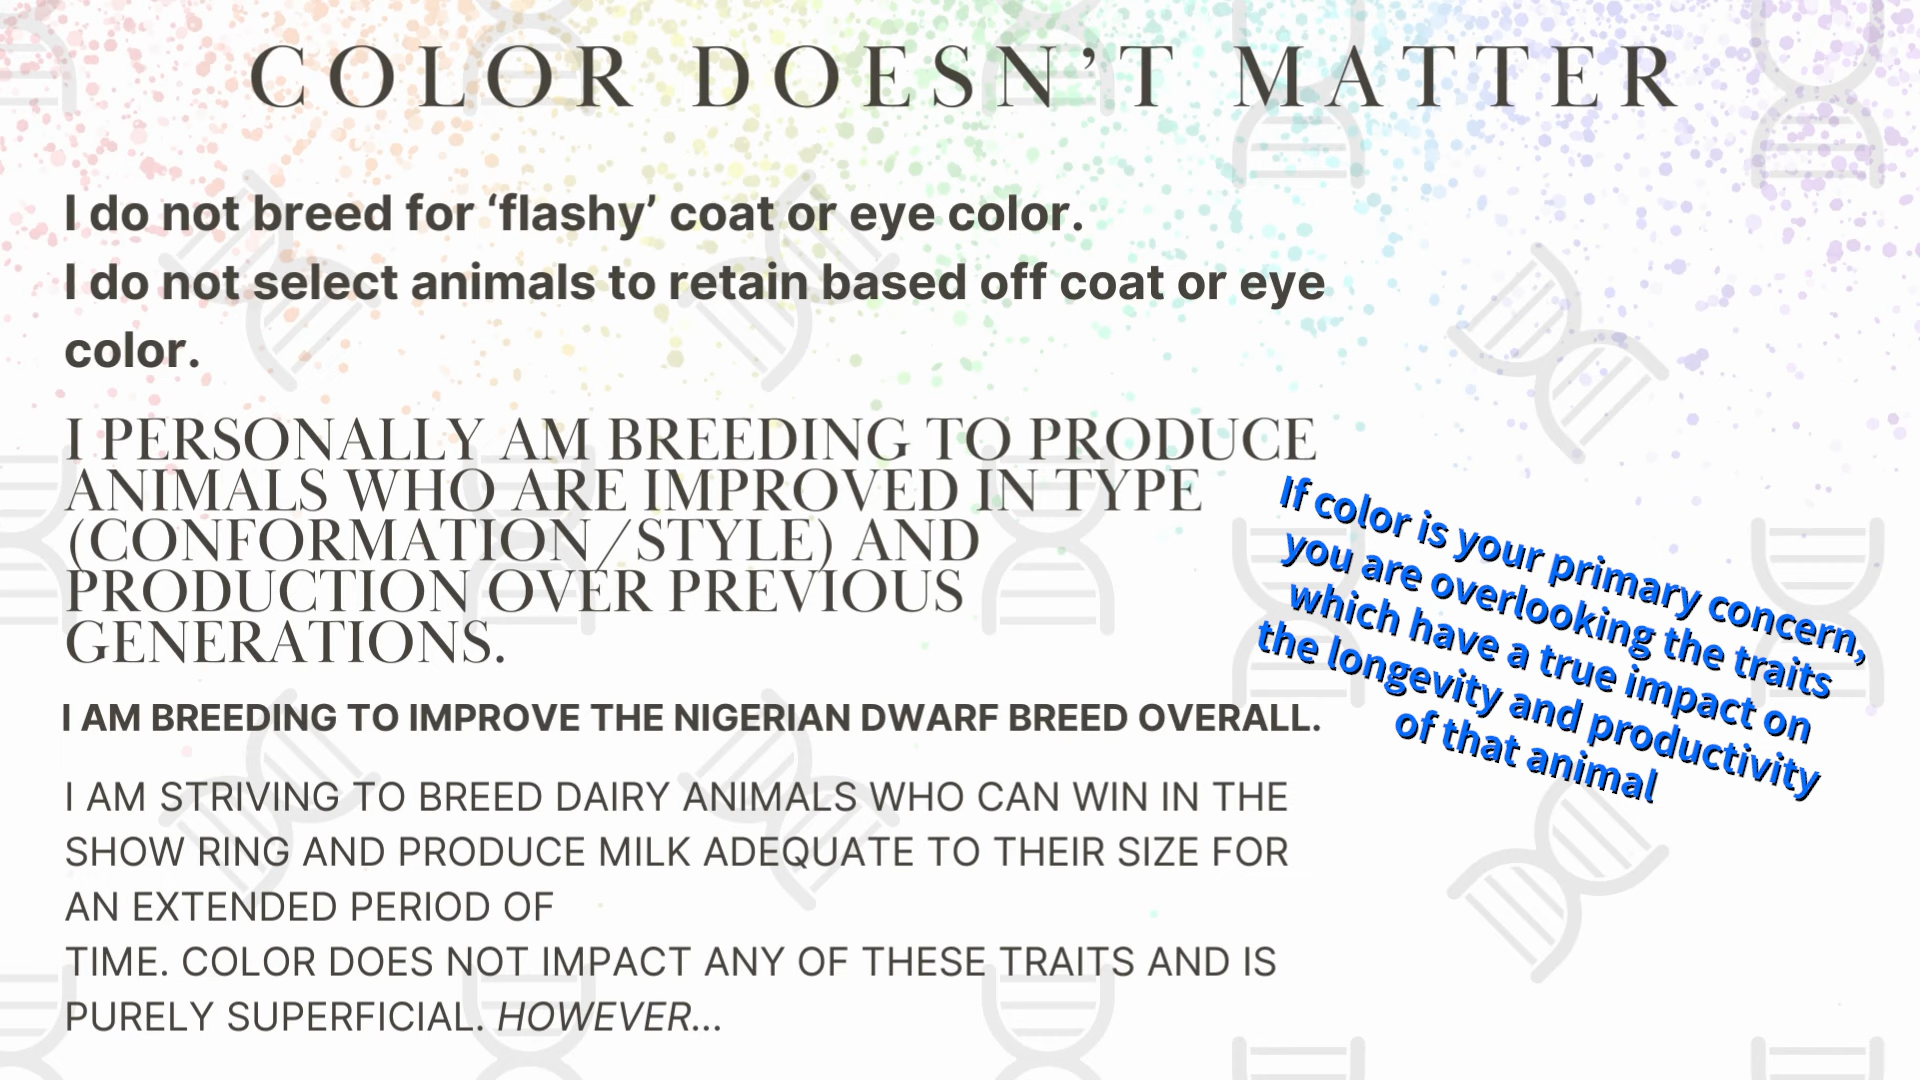 COLOR DOESN’T MATTER
I do not breed for ‘flashy’ coat or eye color.
I do not select animals to retain based off coat or eye
color.
I PERSONALLY AM BREEDING TO PRODUCE
ANIMALS WHO ARE IMPROVED IN TYPE
(CONFORMATION/STYLE) AND
PRODUCTION OVER PREVIOUS
GENERATIONS.
I AM BREEDING TO IMPROVE THE NIGERIAN DWARF BREED OVERALL.
I AM STRIVING TO BREED DAIRY ANIMALS WHO CAN WIN IN THE
SHOW RING AND PRODUCE MILK ADEQUATE TO THEIR SIZE FOR
AN EXTENDED PERIOD OF
TIME. COLOR DOES NOT IMPACT ANY OF THESE TRAITS AND IS
PURELY SUPERFICIAL. HOWEVER...
If color is your primary concern,
you are overlooking the traits
which have a true impact on
the longevity and productivity
of that animal